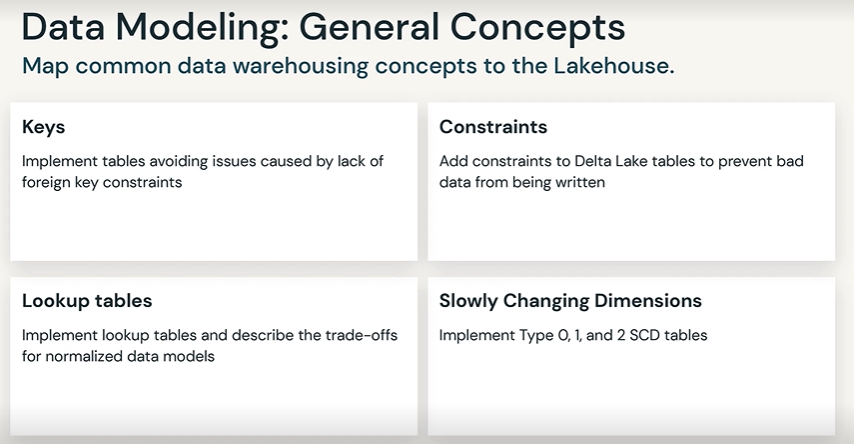 Data Modeling: General Concepts
Map common data warehousing concepts to the Lakehouse.
Keys
Implement tables avoiding issues caused by lack of
foreign key constraints
Constraints
Add constraints to Delta Lake tables to prevent bad
data from being written
Lookup tables
Implement lookup tables and describe the trade-offs
for normalized data models
Slowly Changing Dimensions
Implement Type 0, 1, and 2 SCD tables